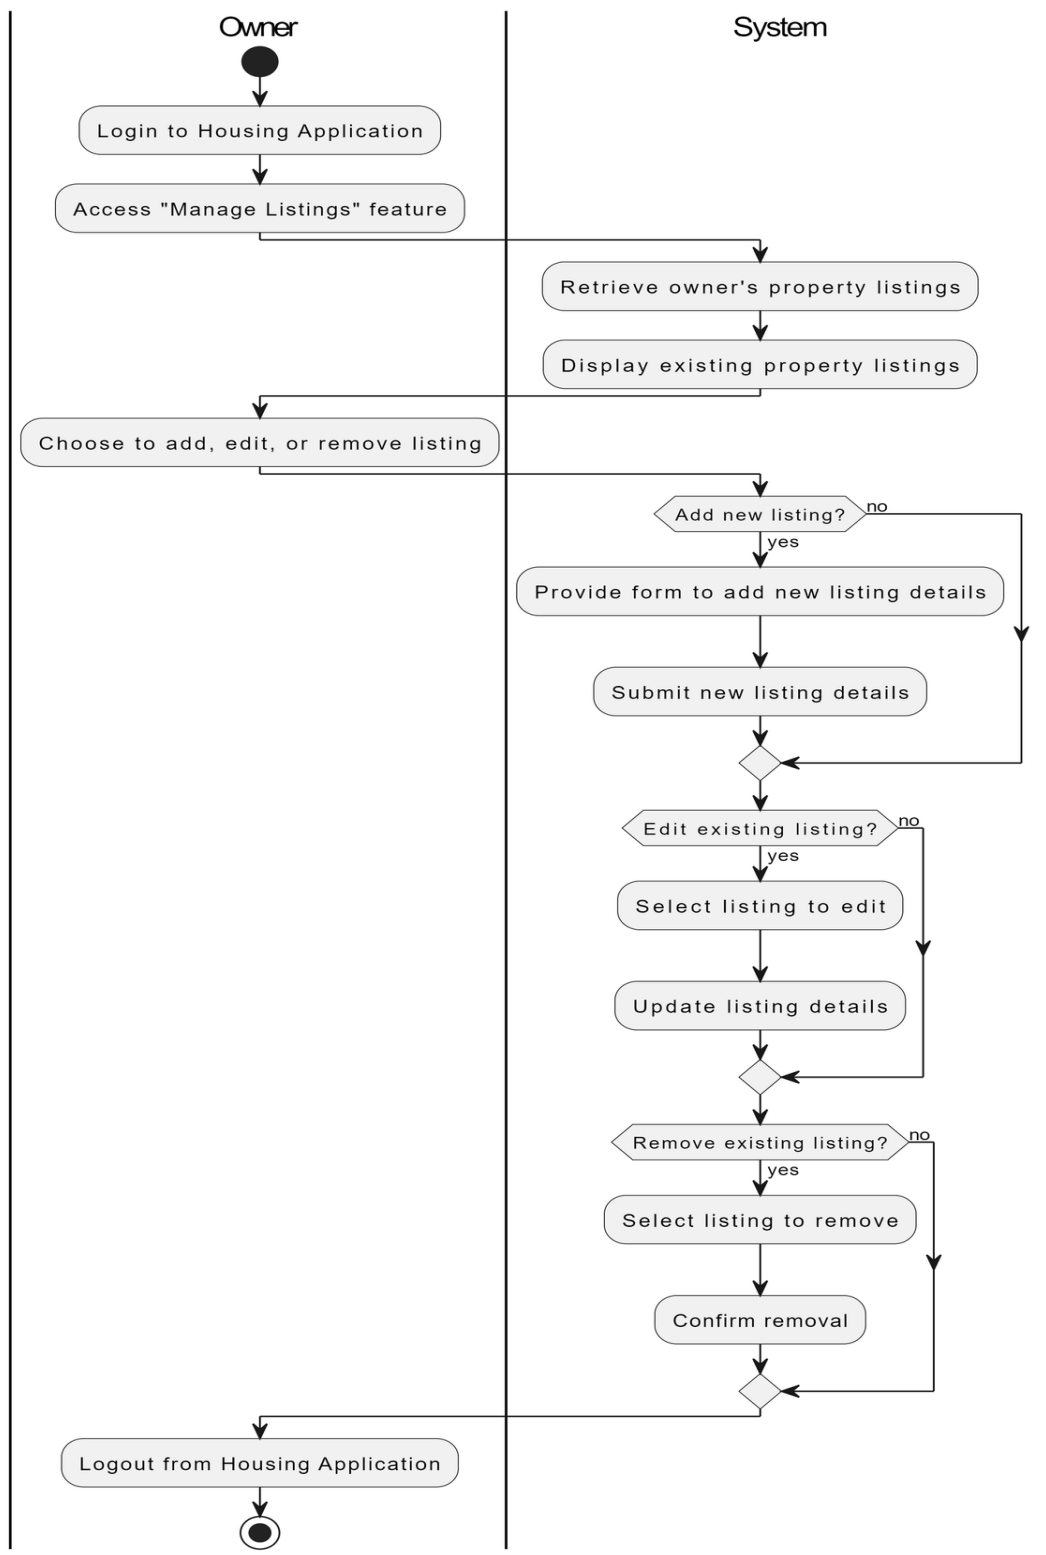 Owner
System
Login to Housing Application
Access "Manage Listings" feature
Retrieve owner's property listings
Display existing property listings
Choose to add, edit, or remove listing
Add new listing?
no
yes
Provide form to add new listing details
Submit new listing details
Edit existing listing?
no
yes
Select listing to edit
Update listing details
Remove existing listing?
no
yes
Select listing to remove
Confirm removal
Logout from Housing Application